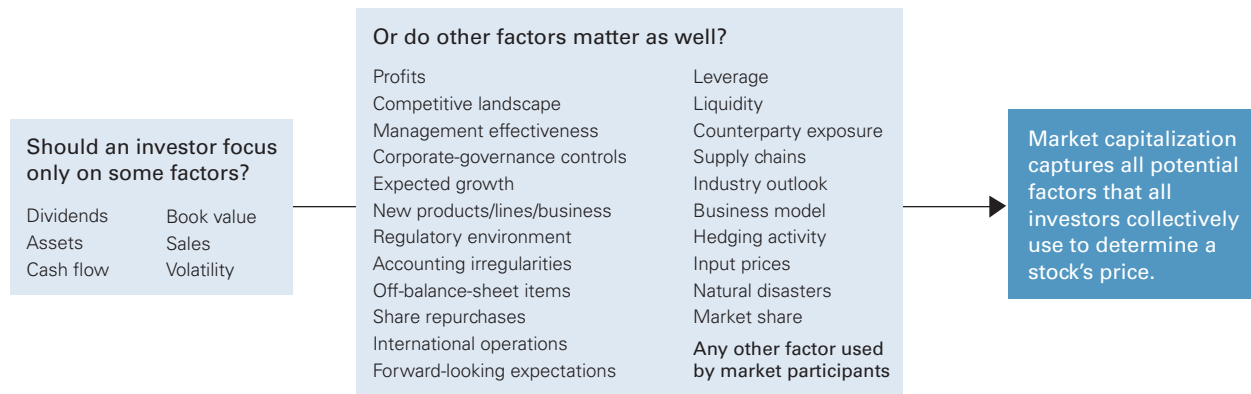 Should an investor focus
only on some factors?
Dividends
Assets
Cash flow
Book value
Sales
Volatility
Or do other factors matter as well?
Profits
Competitive landscape
Management effectiveness
Corporate-governance controls
Expected growth
New products/lines/business
Regulatory environment
Accounting irregularities
Off-balance-sheet items
Share repurchases
International operations
Forward-looking expectations
Leverage
Liquidity
Counterparty exposure
Supply chains
Industry outlook
Business model
Hedging activity
Input prices
Natural disasters
Market share
Any other factor used
by market participants
Market capitalization
captures all potential
factors that all
investors collectively
use to determine a
stock's price.